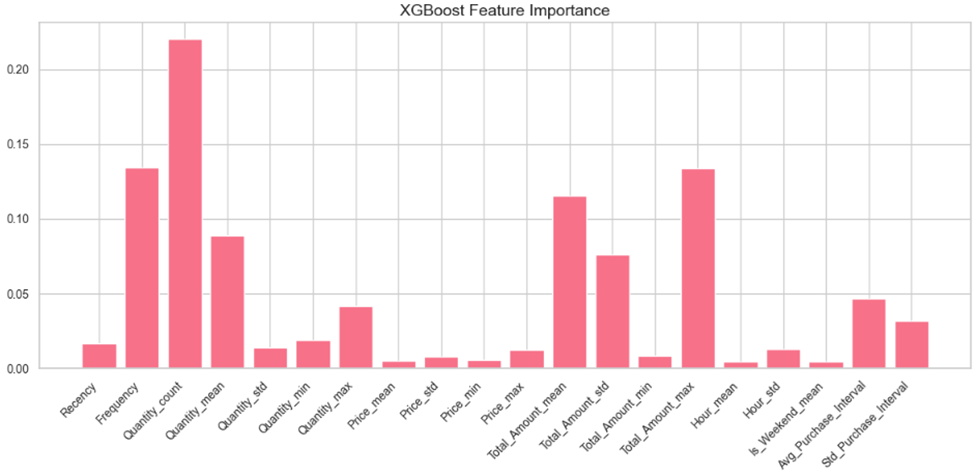 XGBoost Feature Importance
0.20
0.15
0.10
0.05
0.00
Recency
Frequency
Quantity_count
Quantity_mean
Quantity_std
Quantity_min
Quantity_max
Price_mean
Price_std
Price_min
Price_max
Total_Amount_mean
Total_Amount_std
Total_Amount_min
Total_Amount_max
Hour_mean
Hour_std
Is_Weekend_mean
Avg_Purchase_Interval
Std_Purchase_Interval